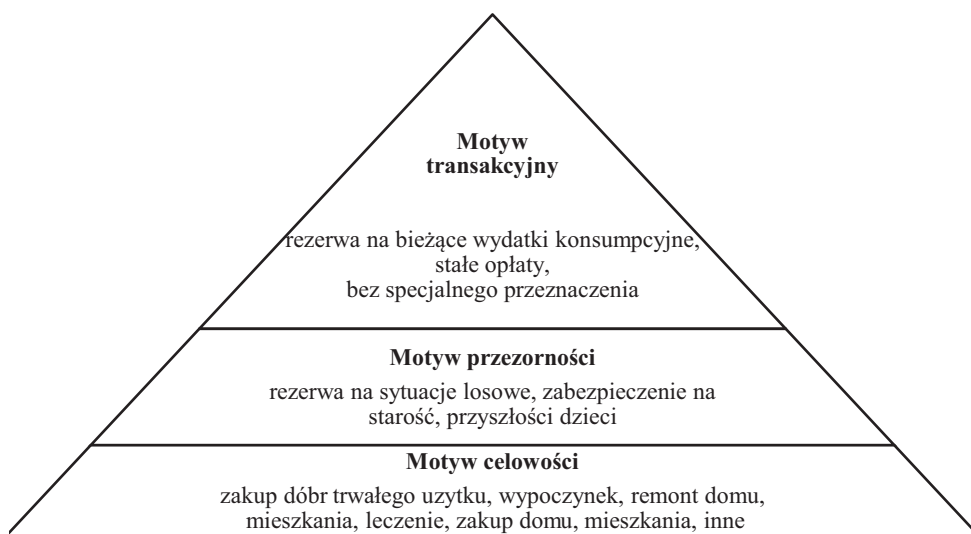 Motyw
transakcyjny
rezerwa na bieżące wydatki konsumpcyjne,
stałe opłaty,
bez specjalnego przeznaczenia
Motyw przezorności
rezerwa na sytuacje losowe, zabezpieczenie na
starość, przyszłości dzieci
Motyw celowości
zakup dóbr trwałego uzytku, wypoczynek, remont domu,
mieszkania, leczenie, zakup domu, mieszkania, inne